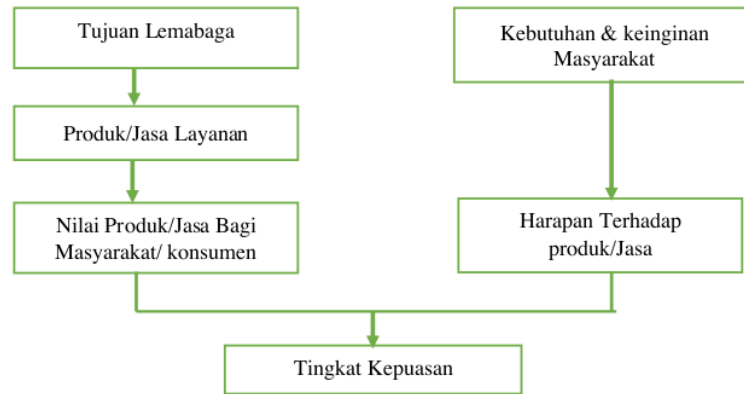 Tujuan Lemabaga
Kebutuhan & keinginan
Masyarakat
Produk/Jasa Layanan
Nilai Produk/Jasa Bagi
Masyarakat/ konsumen
Harapan Terhadap
produk/Jasa
Tingkat Kepuasan